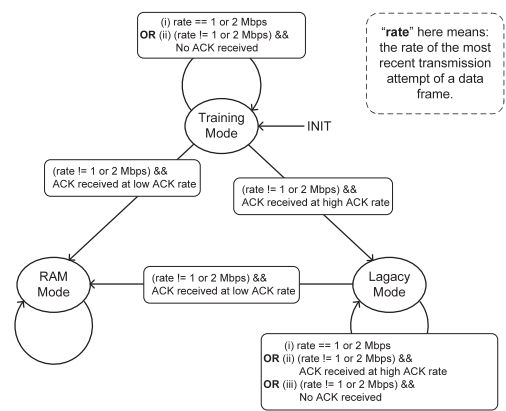 (i) rate == 1 or 2 Mbps
OR (ii) (rate != 1 or 2 Mbps) &&
No ACK received
"rate" here means:
the rate of the most
recent transmission
attempt of a data
frame.
Training
Mode
INIT
(rate != 1 or 2 Mbps) &&
ACK received at low ACK rate
(rate != 1 or 2 Mbps) &&
ACK received at high ACK rate
RAM
Mode
(rate != 1 or 2 Mbps) &&
ACK received at low ACK rate
Lagacy
Mode
(i) rate == 1 or 2 Mbps
OR (ii) (rate != 1 or 2 Mbps) &&
ACK received at high ACK rate
OR (iii) (rate != 1 or 2 Mbps) &&
No ACK received